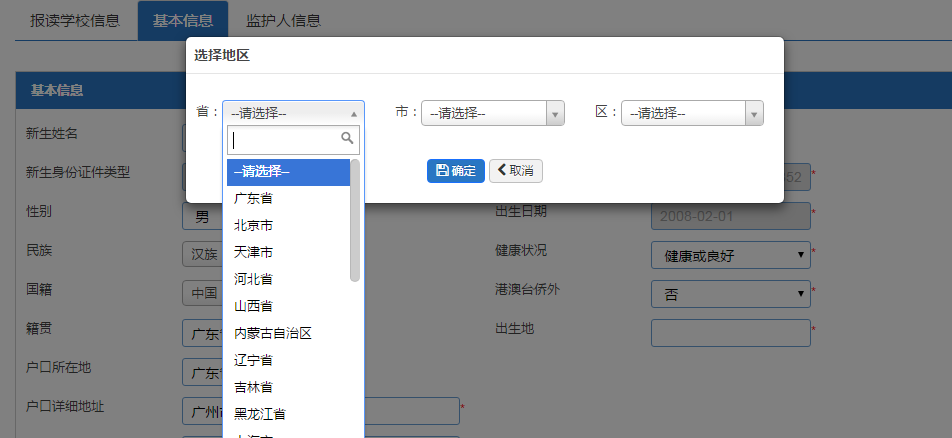 报读学校信息 基本信息 监护人信息
选择地区
基本信息
省： --请选择-- 市： --请选择-- 区： --请选择--
新生姓名
--请选择--
确定 取消
新生身份证件类型 52 *
广东省
性别 男 出生日期 2008-02-01 *
北京市
民族 汉族 天津市 健康状况 健康或良好 *
河北省
国籍 中国 港澳台侨外 否 *
山西省
籍贯 广东 内蒙古自治区 出生地 *
辽宁省
户口所在地 广东
吉林省
户口详细地址 广州 黑龙江省 *
上海市